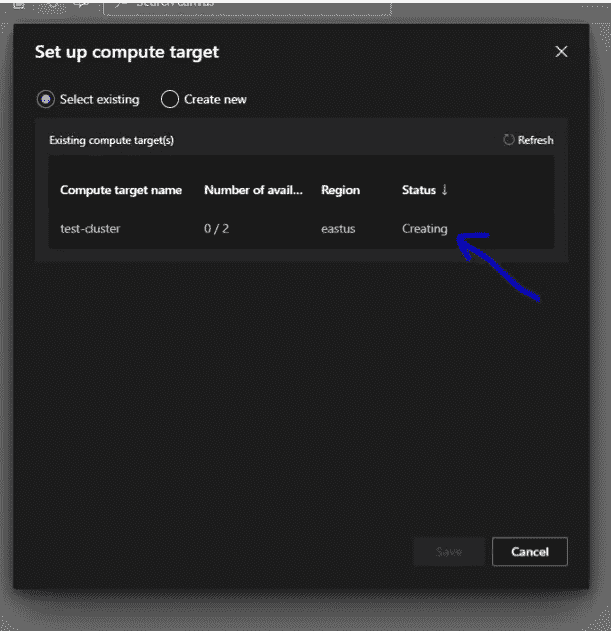 Search canvas
Set up compute target
Select existing
Create new
Existing compute target(s)
Refresh
Compute target name Number of avail... Region Status ↓
test-cluster 0 / 2 eastus Creating
Save Cancel